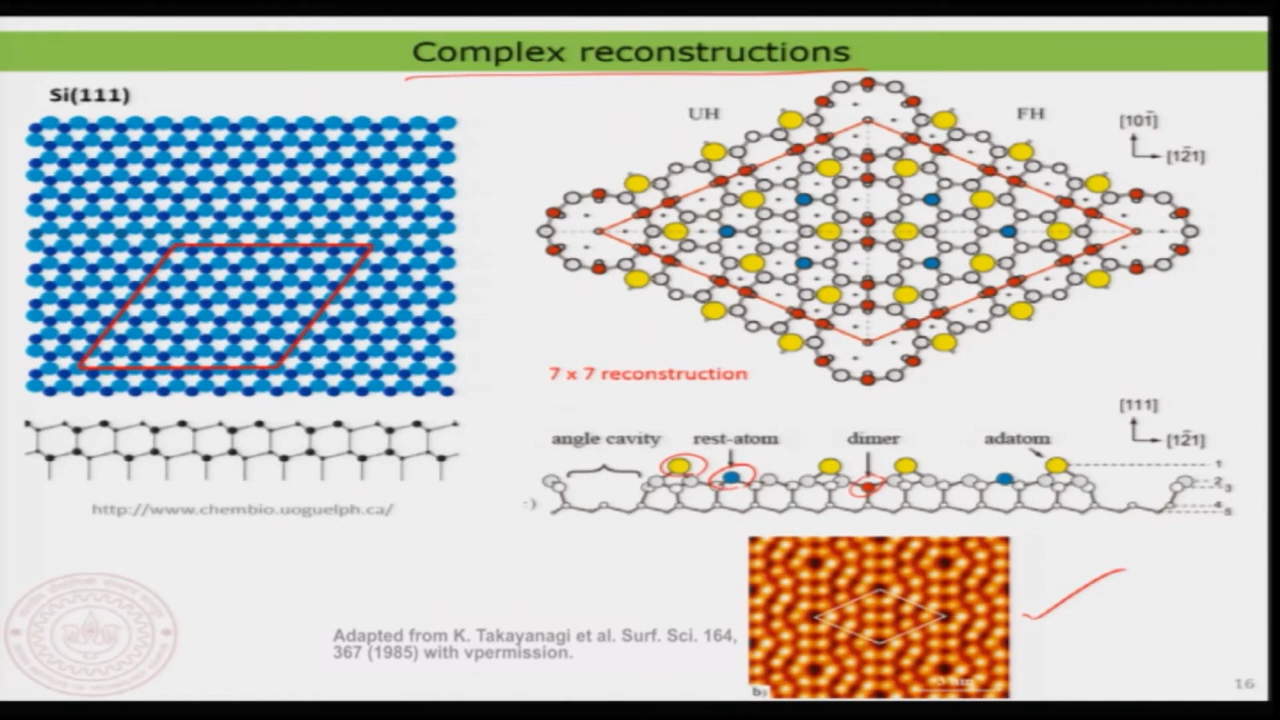 Complex reconstructions
Si(111)
UH
FH
[101̄]
[12̄1]
7 x 7 reconstruction
[111]
[12̄1]
angle cavity
rest-atom
dimer
adatom
1
2
3
4
5
:)
http://www.chembio.uoguelph.ca/
Adapted from K. Takayanagi et al. Surf. Sci. 164,
367 (1985) with vpermission.
b)
16